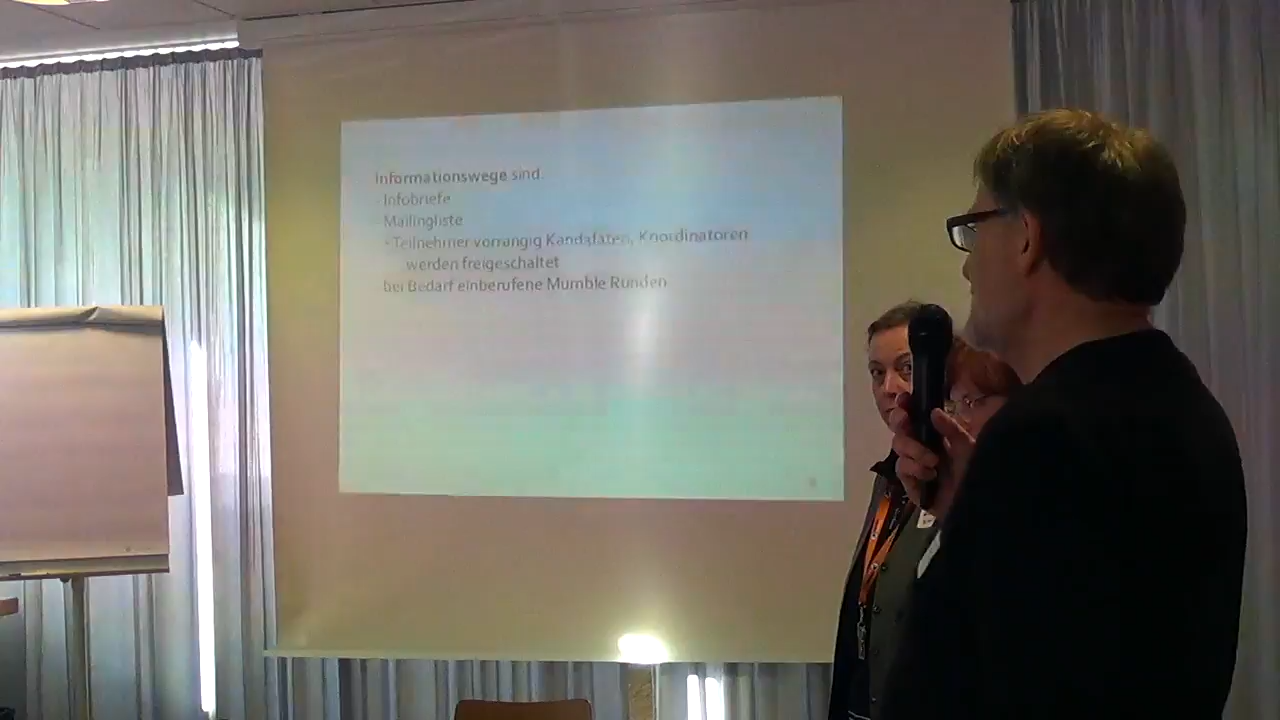 Informationswege sind:
- Infobriefe
- Mailingliste
- Teilnehmer vorrangig Kandidaten, Koordinatoren
werden freigeschaltet
bei Bedarf einberufene Mumble Runden